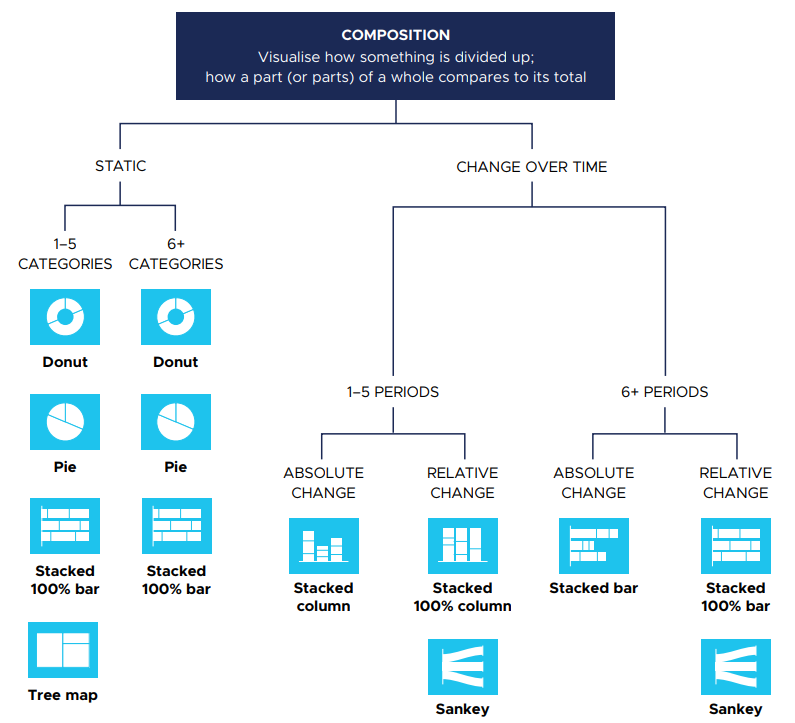 COMPOSITION
Visualise how something is divided up;
how a part (or parts) of a whole compares to its total
STATIC
CHANGE OVER TIME
1–5
CATEGORIES
6+
CATEGORIES
Donut
Donut
Pie
Pie
Stacked
100% bar
Stacked
100% bar
Tree map
1–5 PERIODS
6+ PERIODS
ABSOLUTE
CHANGE
RELATIVE
CHANGE
ABSOLUTE
CHANGE
RELATIVE
CHANGE
Stacked
column
Stacked
100% column
Stacked bar
Stacked
100% bar
Sankey
Sankey